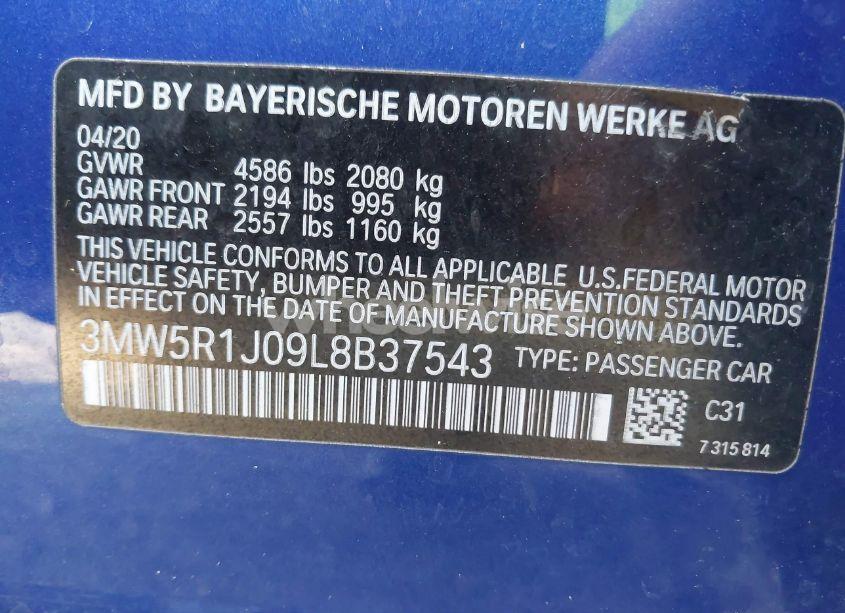 MFD BY BAYERISCHE MOTOREN WERKE AG
04/20
GVWR 4586 lbs 2080 kg
GAWR FRONT 2194 lbs 995 kg
GAWR REAR 2557 lbs 1160 kg
THIS VEHICLE CONFORMS TO ALL APPLICABLE U.S.FEDERAL MOTOR
VEHICLE SAFETY, BUMPER AND THEFT PREVENTION STANDARDS
IN EFFECT ON THE DATE OF MANUFACTURE SHOWN ABOVE.
3MW5R1J09L8B37543 TYPE: PASSENGER CAR
C31
7 315 814